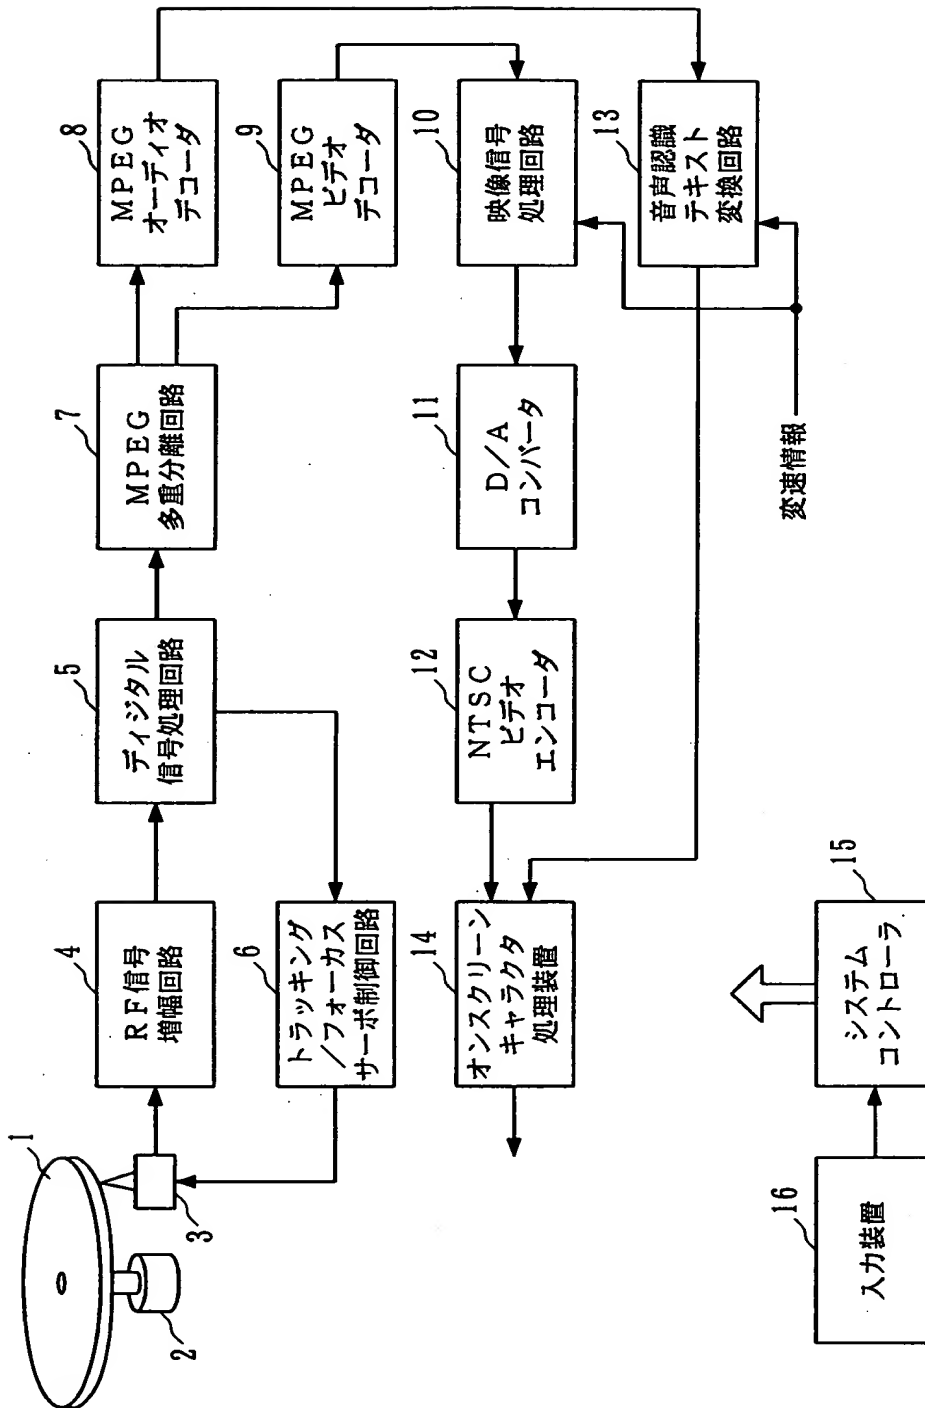 1
2
3
4
RF信号
増幅回路
5
ディジタル
信号処理回路
6
トラッキング
/フォーカス
サーボ制御回路
7
MPEG
多重分離回路
8
MPEG
オーディオ
デコーダ
9
MPEG
ビデオ
デコーダ
10
映像信号
処理回路
11
D/A
コンバータ
12
NTSC
ビデオ
エンコーダ
13
音声認識
テキスト
変換回路
14
オンスクリーン
キャラクタ
処理装置
変速情報
15
システム
コントローラ
16
入力装置